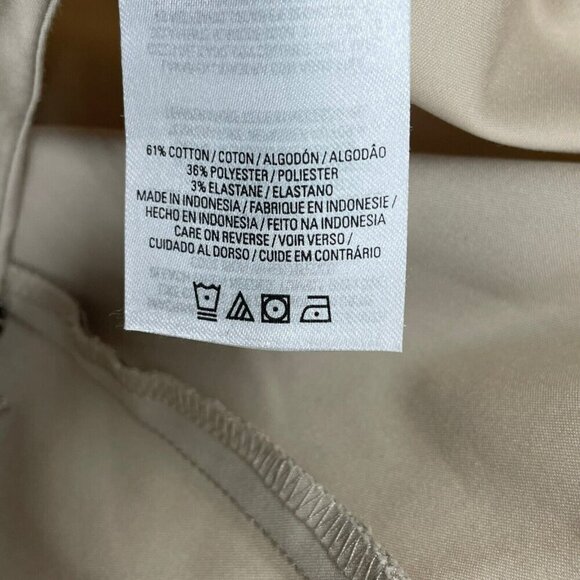 61% COTTON / COTON / ALGODÓN / ALGODÃO
36% POLYESTER / POLIESTER
3% ELASTANE / ELASTANO
MADE IN INDONESIA / FABRIQUE EN INDONESIE /
HECHO EN INDONESIA / FEITO NA INDONESIA
CARE ON REVERSE / VOIR VERSO /
CUIDADO AL DORSO / CUIDE EM CONTRÁRIO